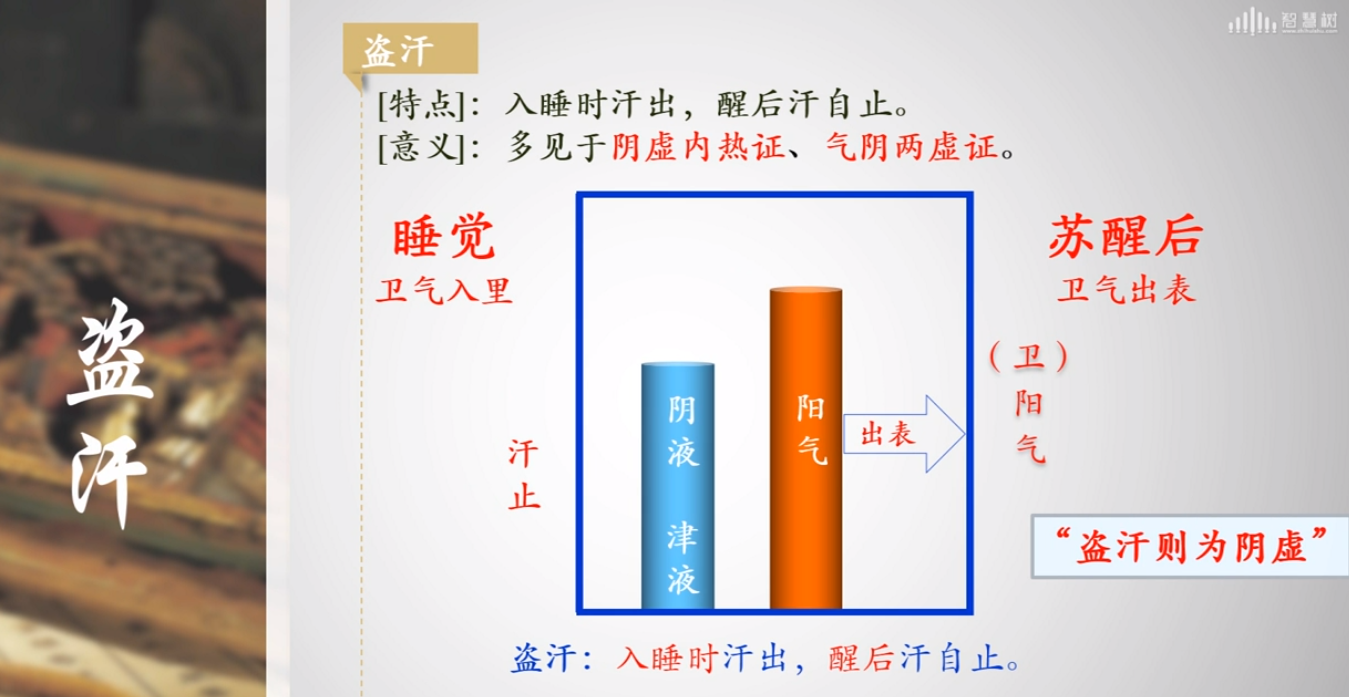 智慧树
www.zhihuishu.com
盗汗
[特点]：入睡时汗出，醒后汗自止。
[意义]：多见于阴虚内热证、气阴两虚证。
盗汗
睡觉
卫气入里
汗止
阴液 津液
阳气
出表
苏醒后
卫气出表
（卫）
阳气
“盗汗则为阴虚”
盗汗：入睡时汗出，醒后汗自止。